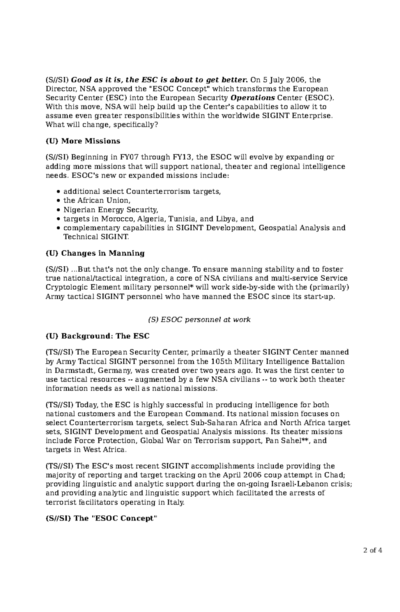 (S//SI) Good as it is, the ESC is about to get better. On 5 July 2006, the
Director, NSA approved the "ESOC Concept" which transforms the European
Security Center (ESC) into the European Security Operations Center (ESOC).
With this move, NSA will help build up the Center's capabilities to allow it to
assume even greater responsibilities within the worldwide SIGINT Enterprise.
What will change, specifically?
(U) More Missions
(S//SI) Beginning in FY07 through FY13, the ESOC will evolve by expanding or
adding more missions that will support national, theater and regional intelligence
needs. ESOC's new or expanded missions include:
• additional select Counterterrorism targets,
• the African Union,
• Nigerian Energy Security,
• targets in Morocco, Algeria, Tunisia, and Libya, and
• complementary capabilities in SIGINT Development, Geospatial Analysis and
Technical SIGINT.
(U) Changes in Manning
(S//SI) ...But that's not the only change. To ensure manning stability and to foster
true national/tactical integration, a core of NSA civilians and multi-service Service
Cryptologic Element military personnel* will work side-by-side with the (primarily)
Army tactical SIGINT personnel who have manned the ESOC since its start-up.
(S) ESOC personnel at work
(U) Background: The ESC
(TS//SI) The European Security Center, primarily a theater SIGINT Center manned
by Army Tactical SIGINT personnel from the 105th Military Intelligence Battalion
in Darmstadt, Germany, was created over two years ago. It was the first center to
use tactical resources -- augmented by a few NSA civilians -- to work both theater
information needs as well as national missions.
(TS//SI) Today, the ESC is highly successful in producing intelligence for both
national customers and the European Command. Its national mission focuses on
select Counterterrorism targets, select Sub-Saharan Africa and North Africa target
sets, SIGINT Development and Geospatial Analysis missions. Its theater missions
include Force Protection, Global War on Terrorism support, Pan Sahel**, and
targets in West Africa.
(TS//SI) The ESC's most recent SIGINT accomplishments include providing the
majority of reporting and target tracking on the April 2006 coup attempt in Chad;
providing linguistic and analytic support during the on-going Israeli-Lebanon crisis;
and providing analytic and linguistic support which facilitated the arrests of
terrorist facilitators operating in Italy.
(S//SI) The "ESOC Concept"
2 of 4